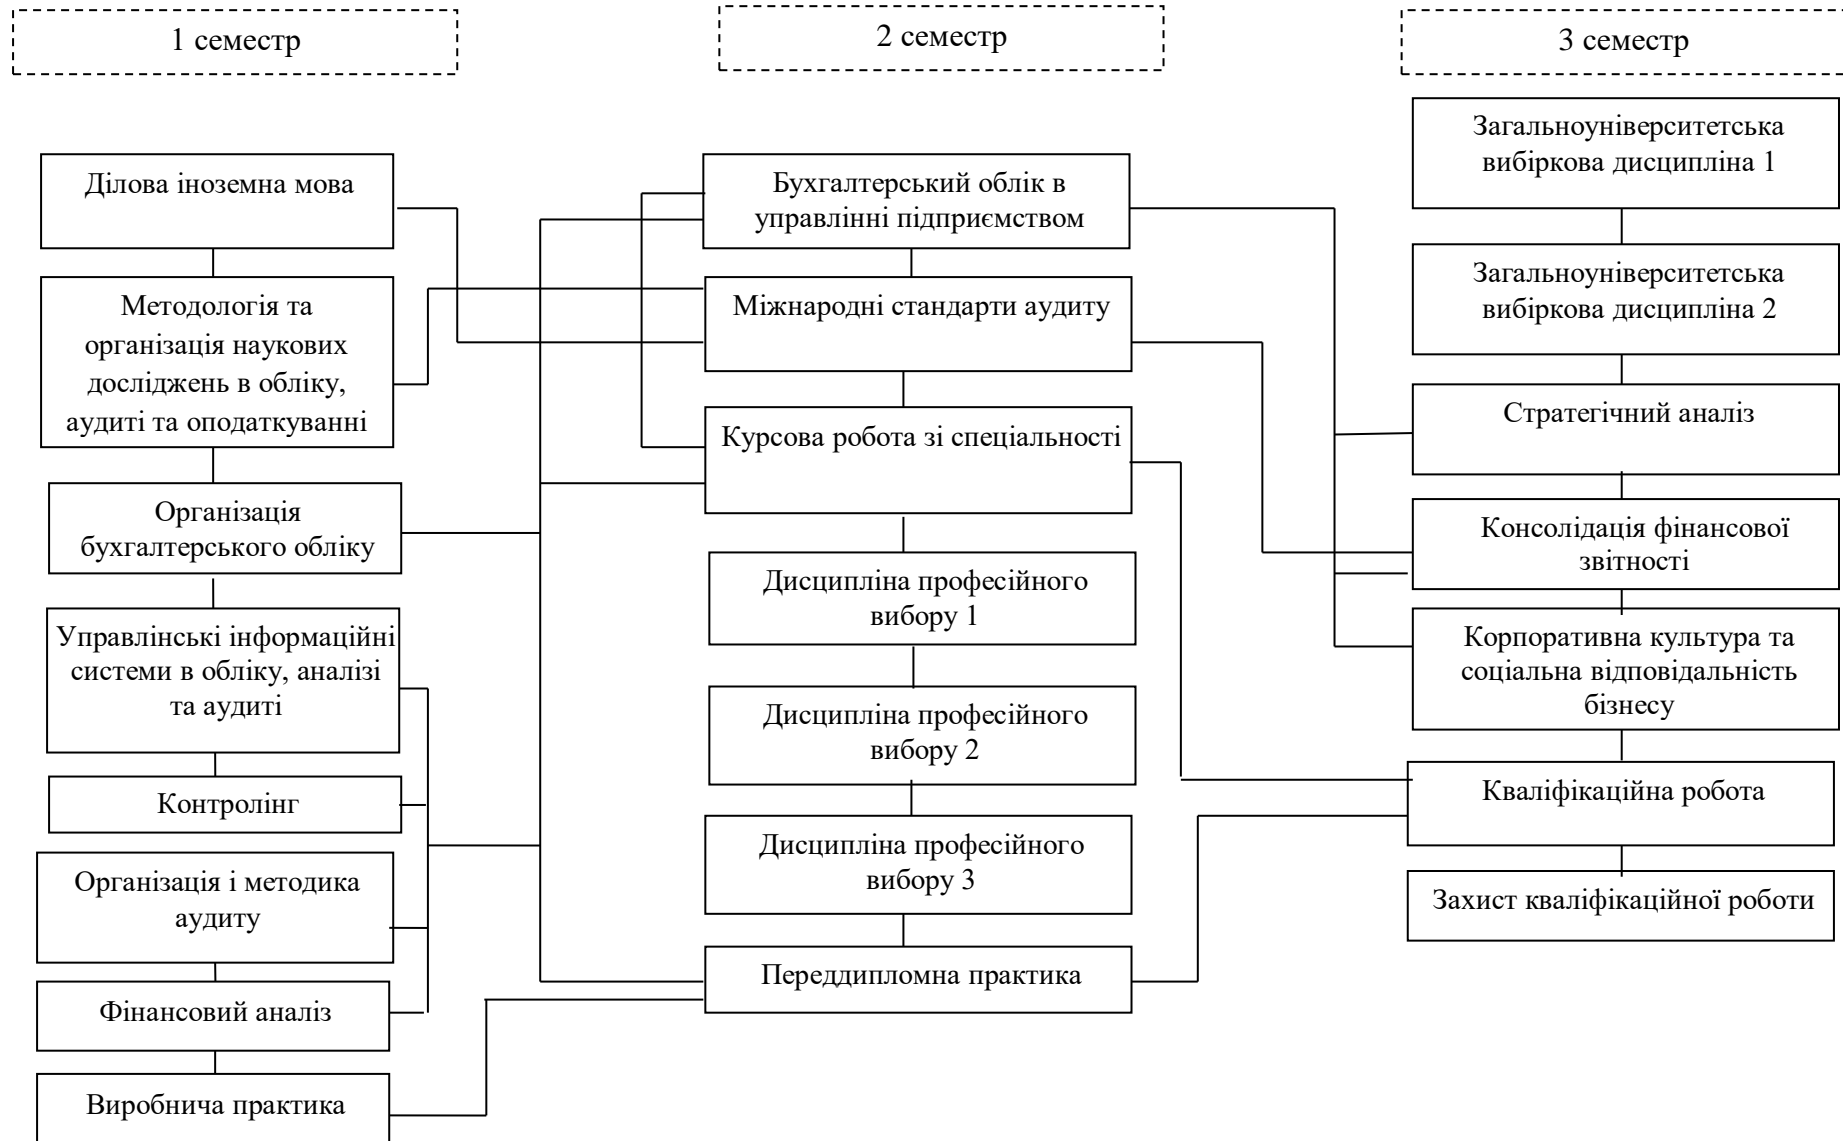 1 семестр
2 семестр
3 семестр
Ділова іноземна мова
Методологія та
організація наукових
досліджень в обліку,
аудиті та оподаткуванні
Організація
бухгалтерського обліку
Управлінські інформаційні
системи в обліку, аналізі
та аудиті
Контролінг
Організація і методика
аудиту
Фінансовий аналіз
Виробнича практика
Бухгалтерський облік в
управлінні підприємством
Міжнародні стандарти аудиту
Курсова робота зі спеціальності
Дисципліна професійного
вибору 1
Дисципліна професійного
вибору 2
Дисципліна професійного
вибору 3
Переддипломна практика
Загальноуніверситетська
вибіркова дисципліна 1
Загальноуніверситетська
вибіркова дисципліна 2
Стратегічний аналіз
Консолідація фінансової
звітності
Корпоративна культура та
соціальна відповідальність
бізнесу
Кваліфікаційна робота
Захист кваліфікаційної роботи